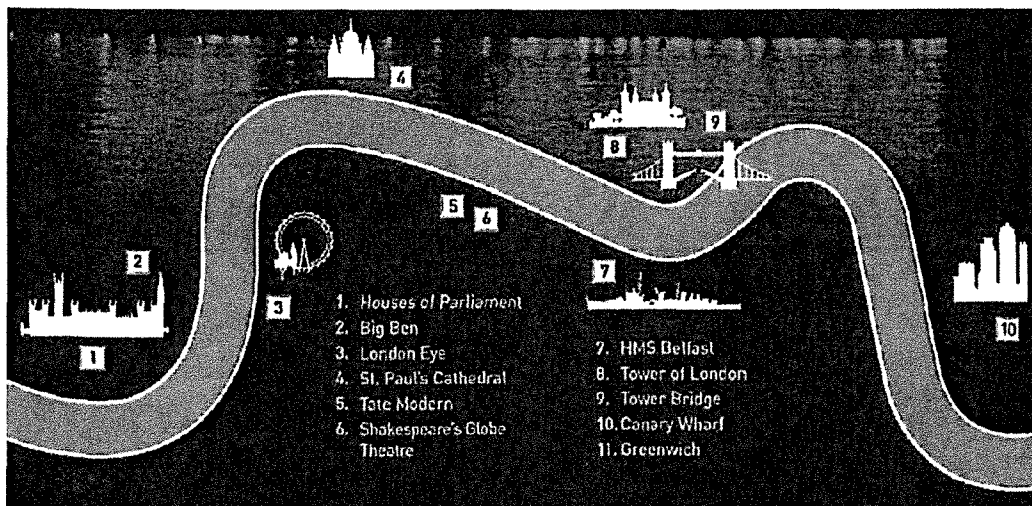 4
9
8
5
6
2
7
3
1
10
1. Houses of Parliament
2. Big Ben
3. London Eye
4. St. Paul's Cathedral
5. Tate Modern
6. Shakespeare's Globe
Theatre
7. HMS Belfast
8. Tower of London
9. Tower Bridge
10. Canary Wharf
11. Greenwich